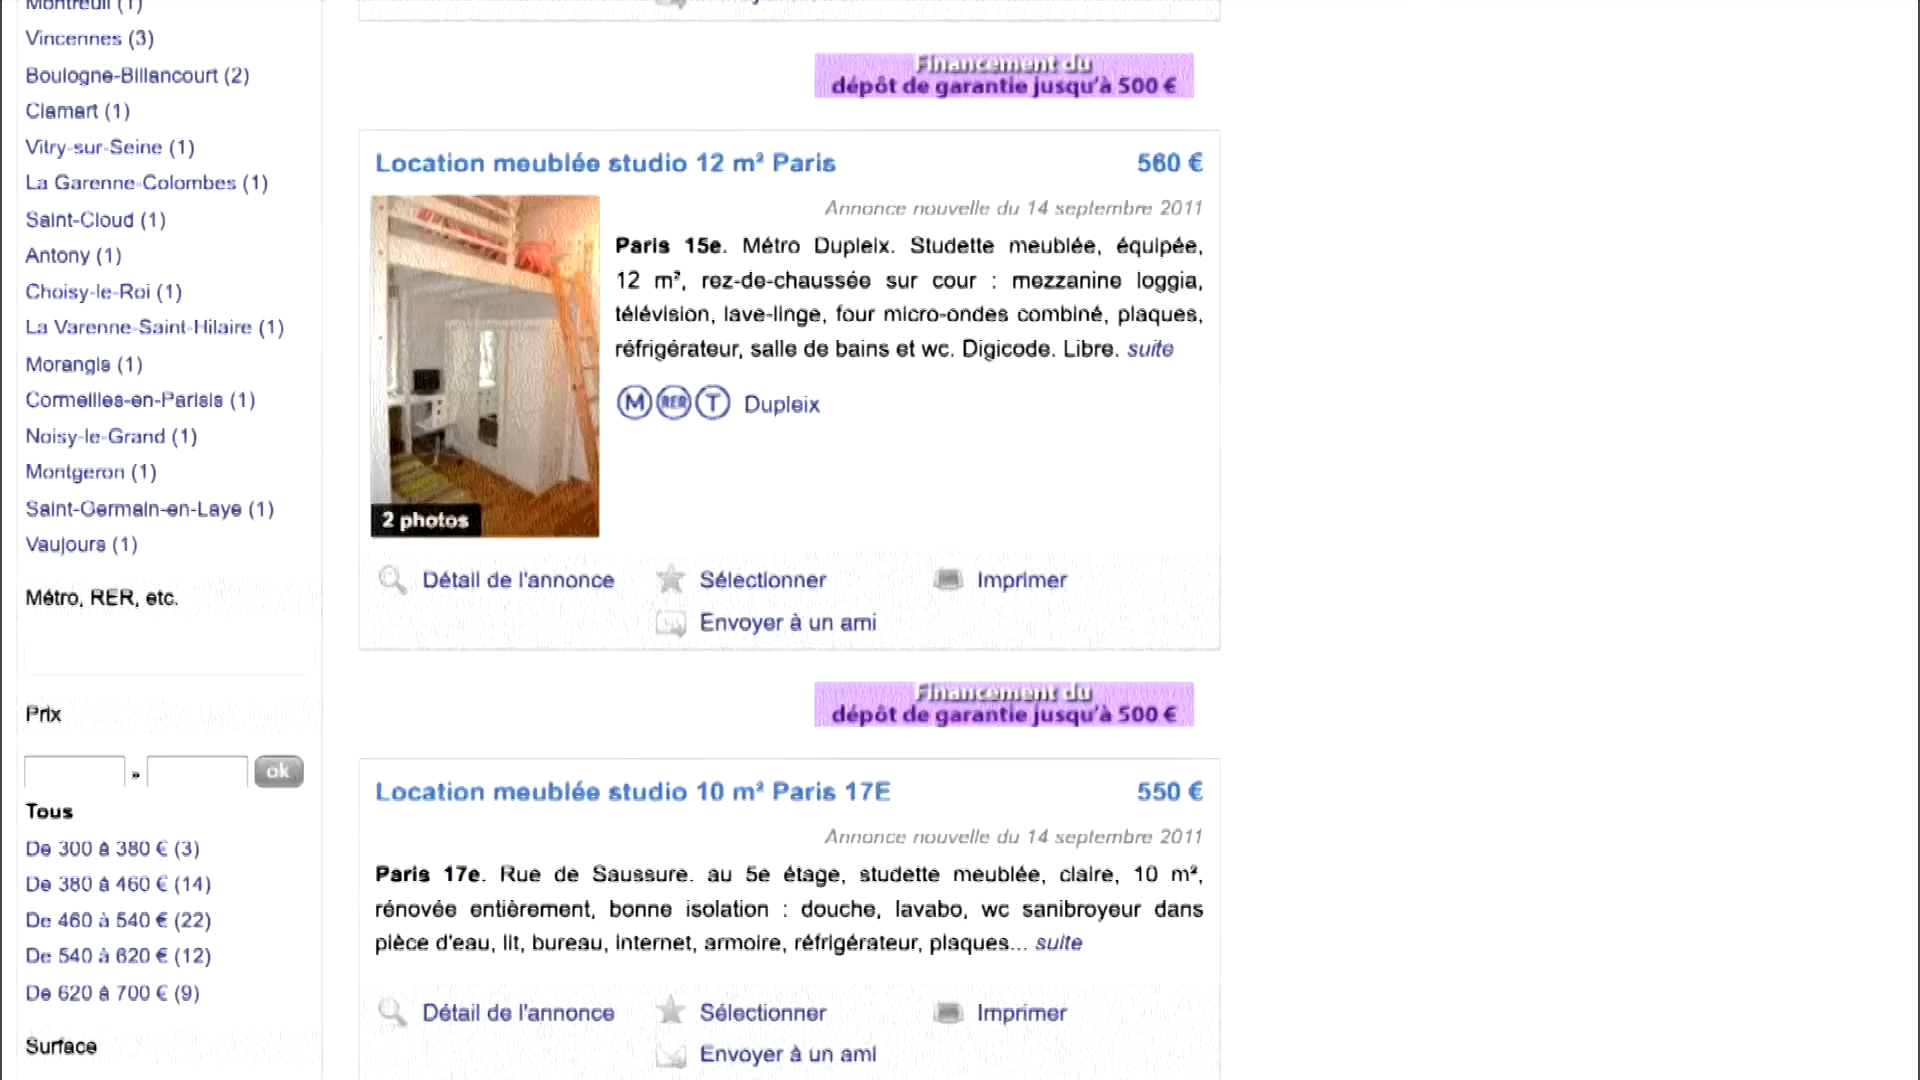 Montreuil (1)
Vincennes (3)
Boulogne-Billancourt (2)
Clamart (1)
Vitry-sur-Seine (1)
La Garenne-Colombes (1)
Saint-Cloud (1)
Antony (1)
Choisy-le-Roi (1)
La Varenne-Saint-Hilaire (1)
Morangis (1)
Cormeilles-en-Parisis (1)
Noisy-le-Grand (1)
Montgeron (1)
Saint-Germain-en-Laye (1)
Vaujours (1)
Métro, RER, etc.
Prix
ok
Tous
De 300 à 380 € (3)
De 380 à 460 € (14)
De 460 à 540 € (22)
De 540 à 620 € (12)
De 620 à 700 € (9)
Surface
Financement du
dépôt de garantie jusqu'à 500 €
Location meublée studio 12 m² Paris 560 €
Annonce nouvelle du 14 septembre 2011
Paris 15e. Métro Dupleix. Studette meublée, équipée,
12 m², rez-de-chaussée sur cour : mezzanine loggia,
télévision, lave-linge, four micro-ondes combiné, plaques,
réfrigérateur, salle de bains et wc. Digicode. Libre. suite
M RER T Dupleix
2 photos
Détail de l'annonce Sélectionner Imprimer
Envoyer à un ami
Financement du
dépôt de garantie jusqu'à 500 €
Location meublée studio 10 m² Paris 17E 550 €
Annonce nouvelle du 14 septembre 2011
Paris 17e. Rue de Saussure. au 5e étage, studette meublée, claire, 10 m²,
rénovée entièrement, bonne isolation : douche, lavabo, wc sanibroyeur dans
pièce d'eau, lit, bureau, internet, armoire, réfrigérateur, plaques... suite
Détail de l'annonce Sélectionner Imprimer
Envoyer à un ami